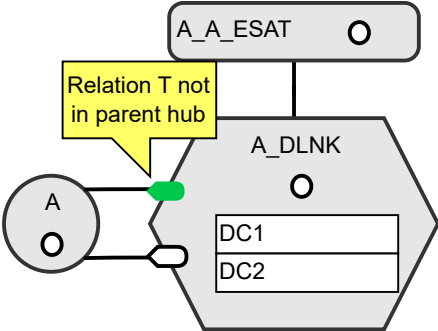 A_A_ESAT
Relation T not
in parent hub
A_DLNK
A
DC1
DC2